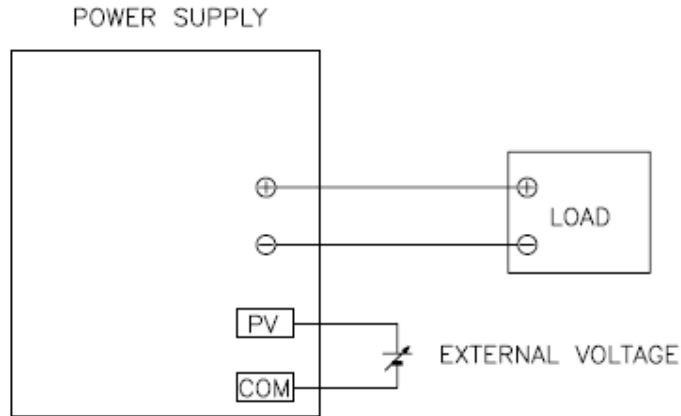 POWER SUPPLY
+ +
LOAD
− −
PV
EXTERNAL VOLTAGE
COM